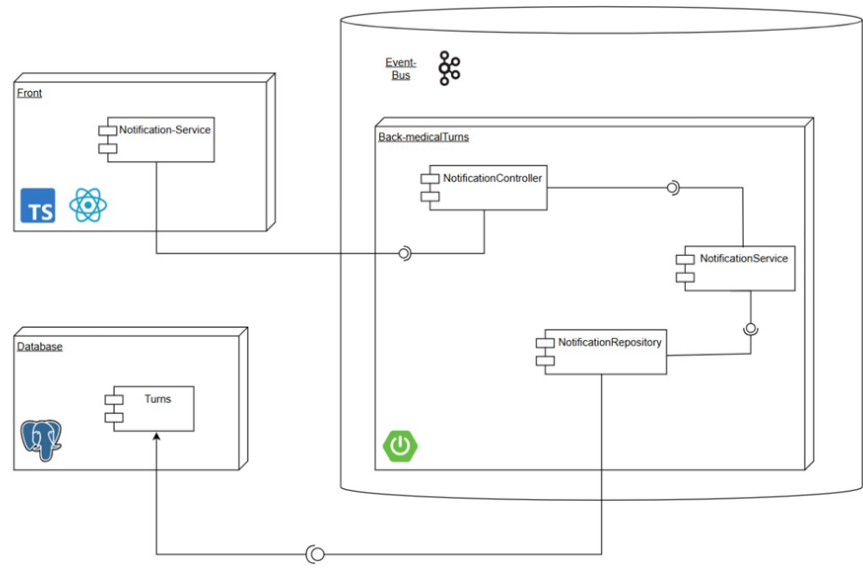 Event-
Bus
Front
Notification-Service
TS
Back-medicalTurns
NotificationController
NotificationService
NotificationRepository
Database
Turns